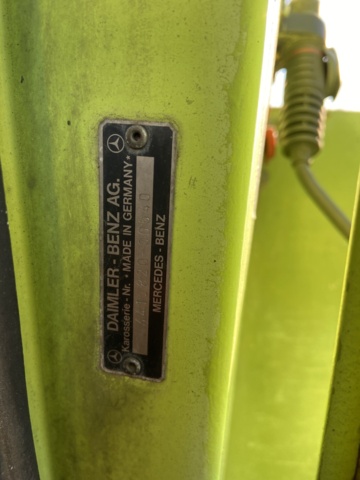 DAIMLER - BENZ AG.
Karosserie - Nr. • MADE IN GERMANY •
MERCEDES - BENZ